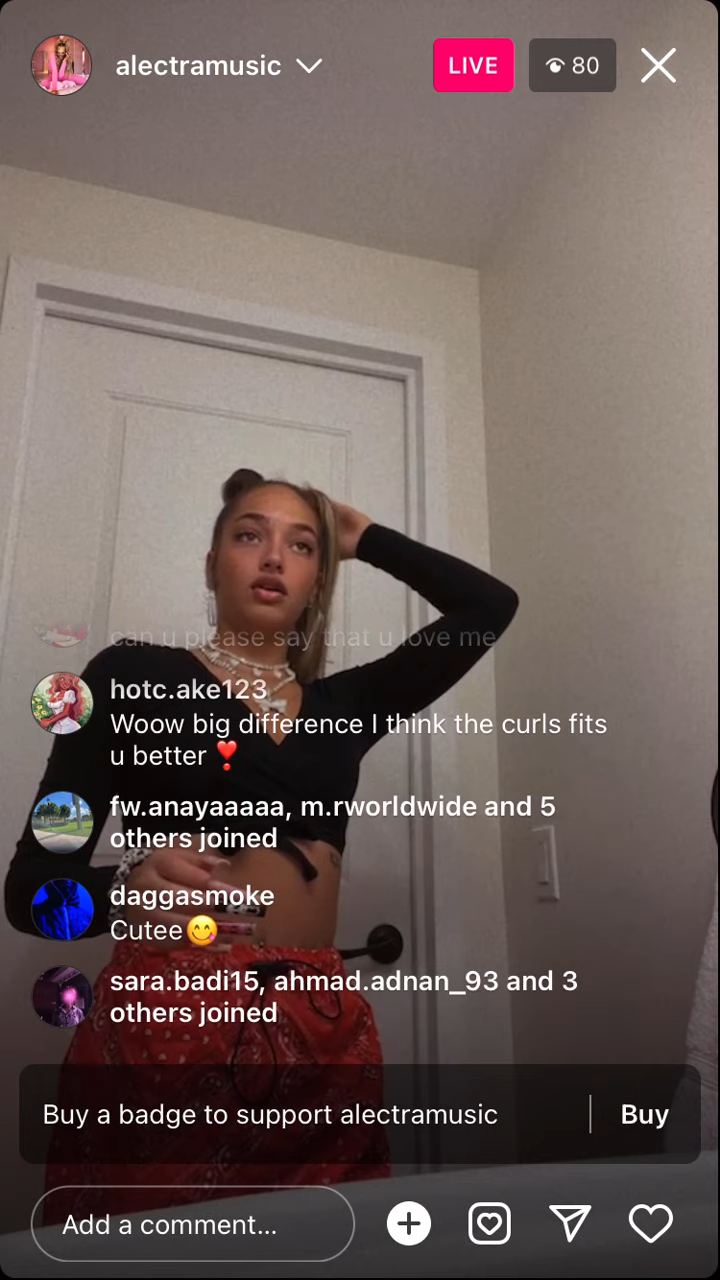 alectramusic
LIVE
80
can u please say that u love me
hotc.ake123
Woow big difference I think the curls fits
u better ❣️
fw.anayaaaaa, m.rworldwide and 5
others joined
daggasmoke
Cutee😋
sara.badi15, ahmad.adnan_93 and 3
others joined
Buy a badge to support alectramusic
Buy
Add a comment...